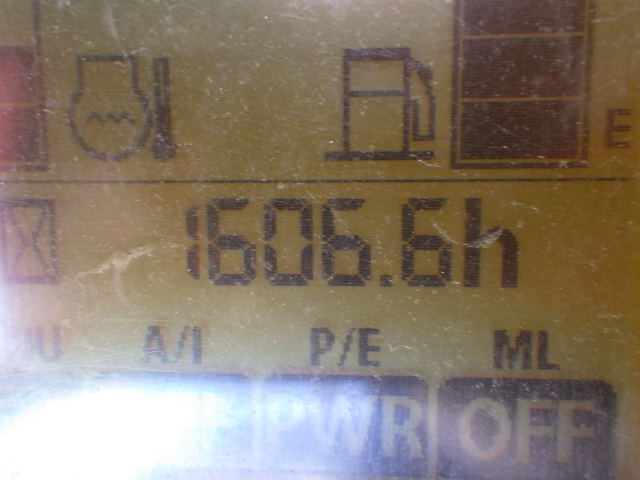 E
1606.6h
A/I P/E ML
PWR OFF